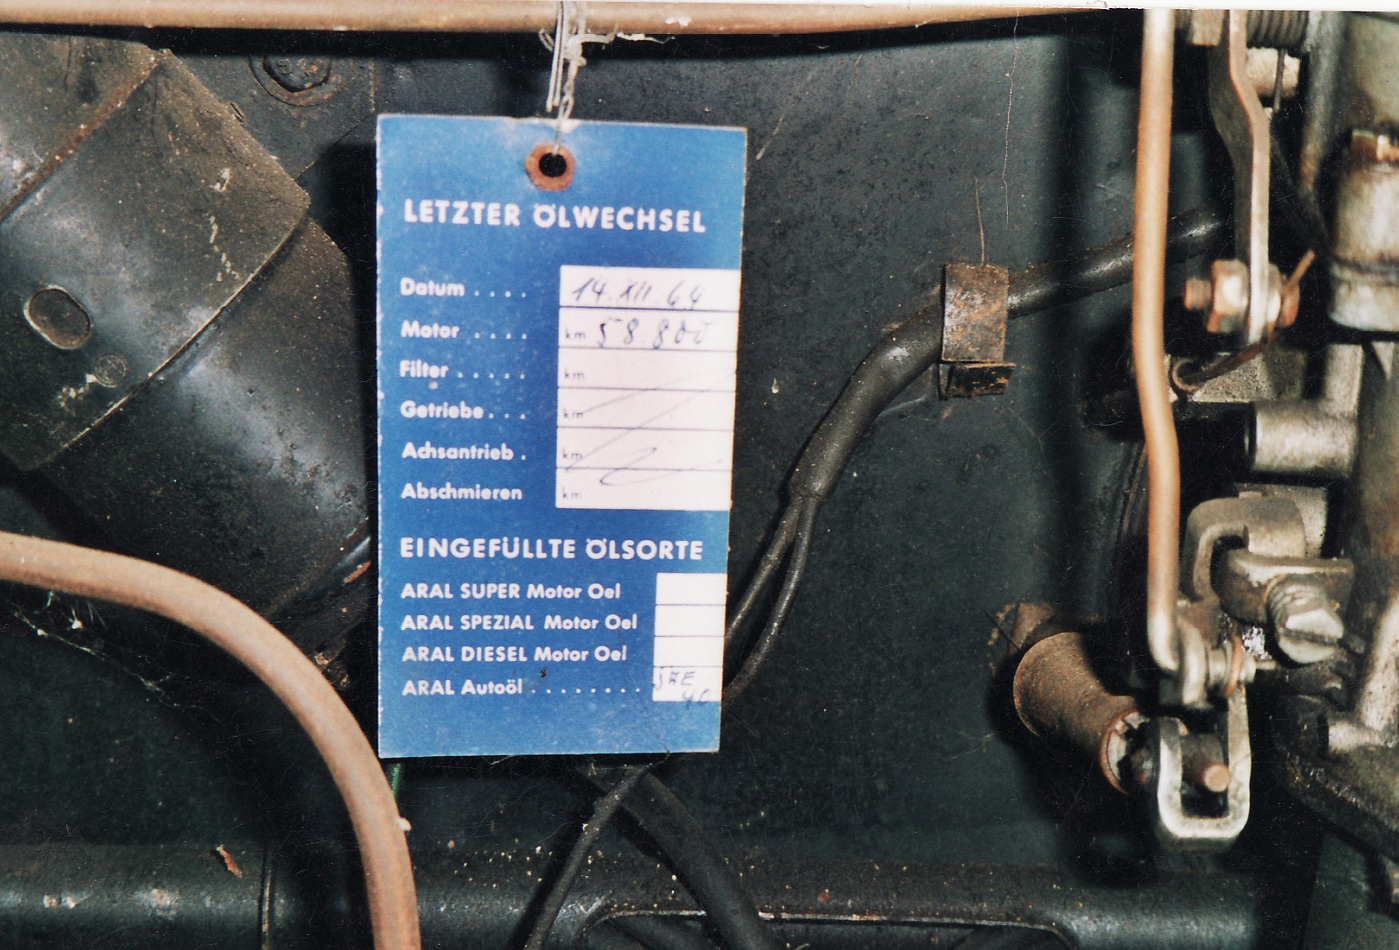 LETZTER ÖLWECHSEL
Datum . . . . 14. XII 64
Motor . . . . km 58.800
Filter . . . . . km
Getriebe . . . km
Achsantrieb . km
Abschmieren km
EINGEFÜLLTE ÖLSORTE
ARAL SUPER Motor Oel
ARAL SPEZIAL Motor Oel
ARAL DIESEL Motor Oel
ARAL Autoöl . . . . . . . .
40